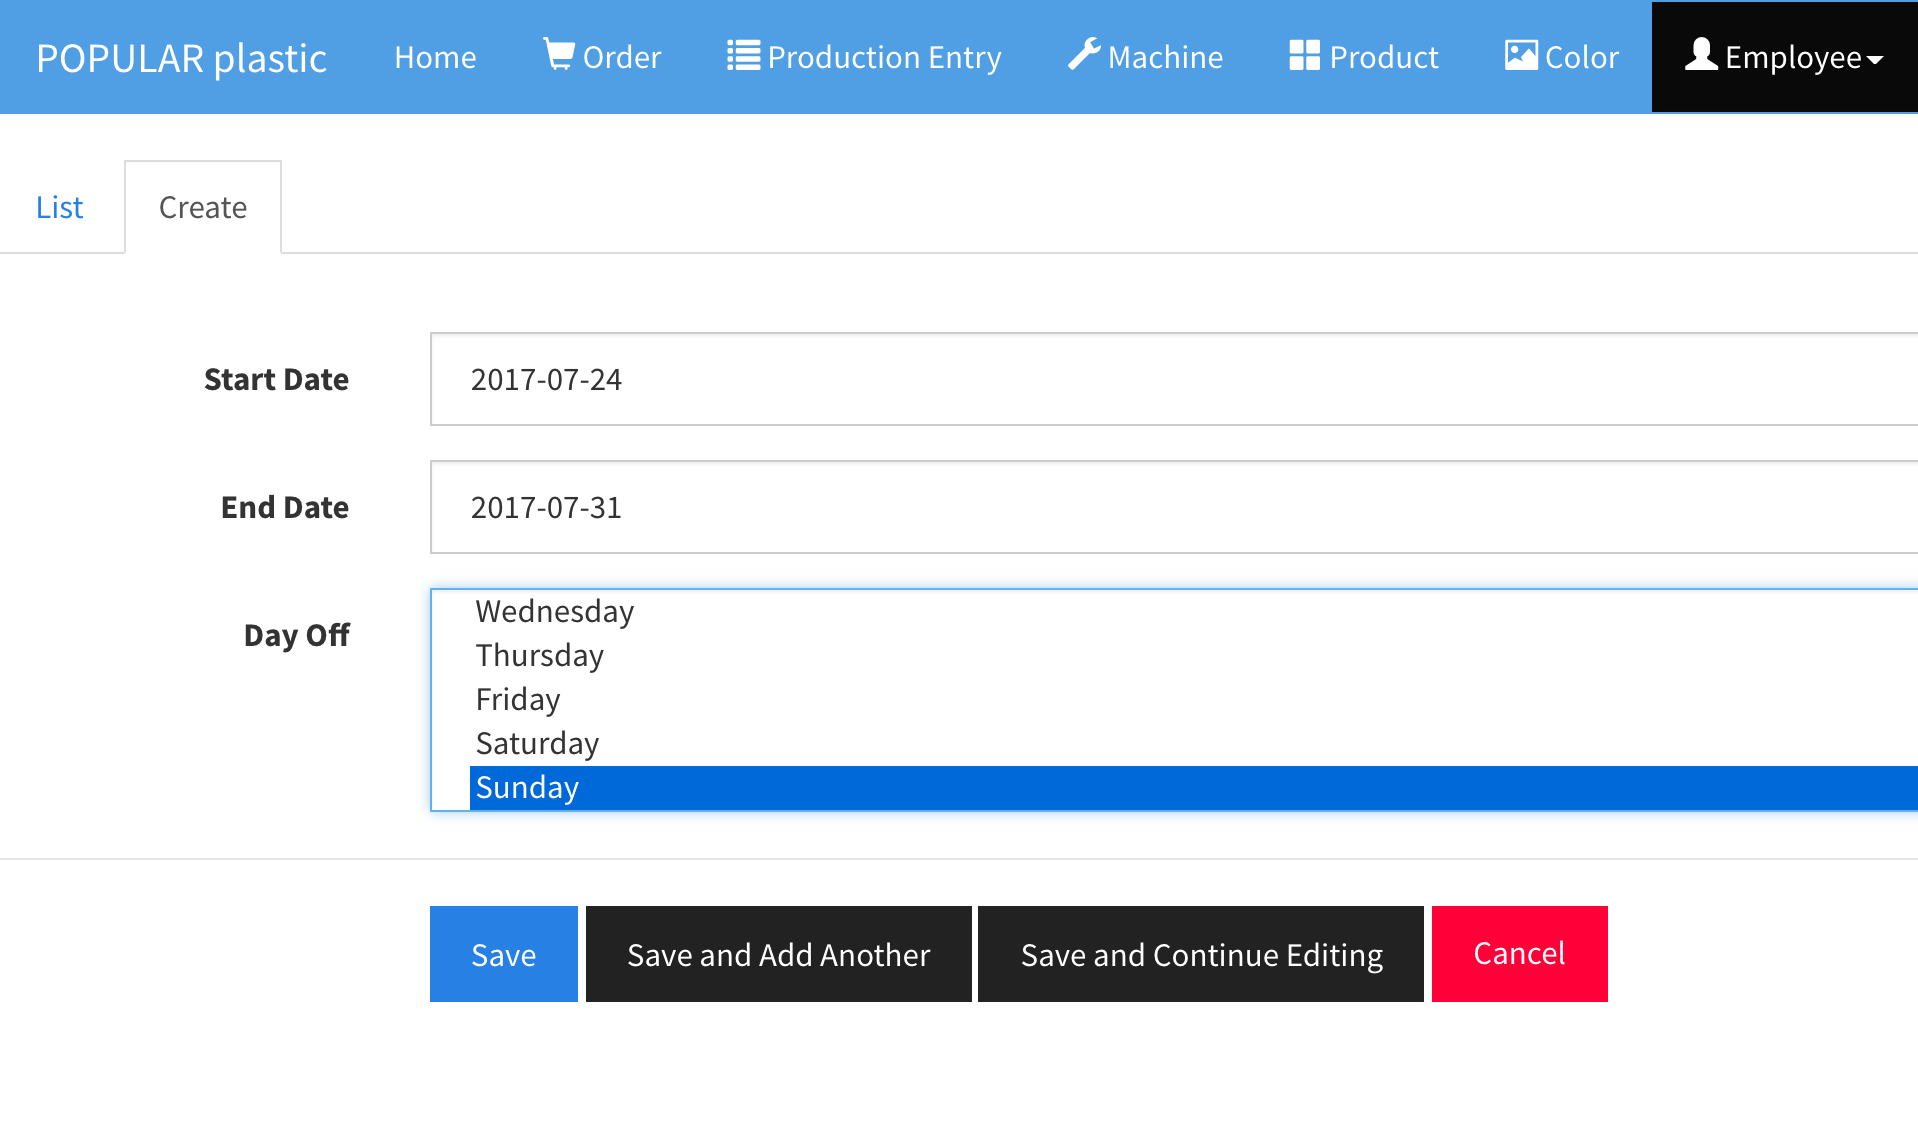 POPULAR plastic Home Order Production Entry Machine Product Color Employee
List Create
Start Date 2017-07-24
End Date 2017-07-31
Day Off
Wednesday
Thursday
Friday
Saturday
Sunday
Save Save and Add Another Save and Continue Editing Cancel